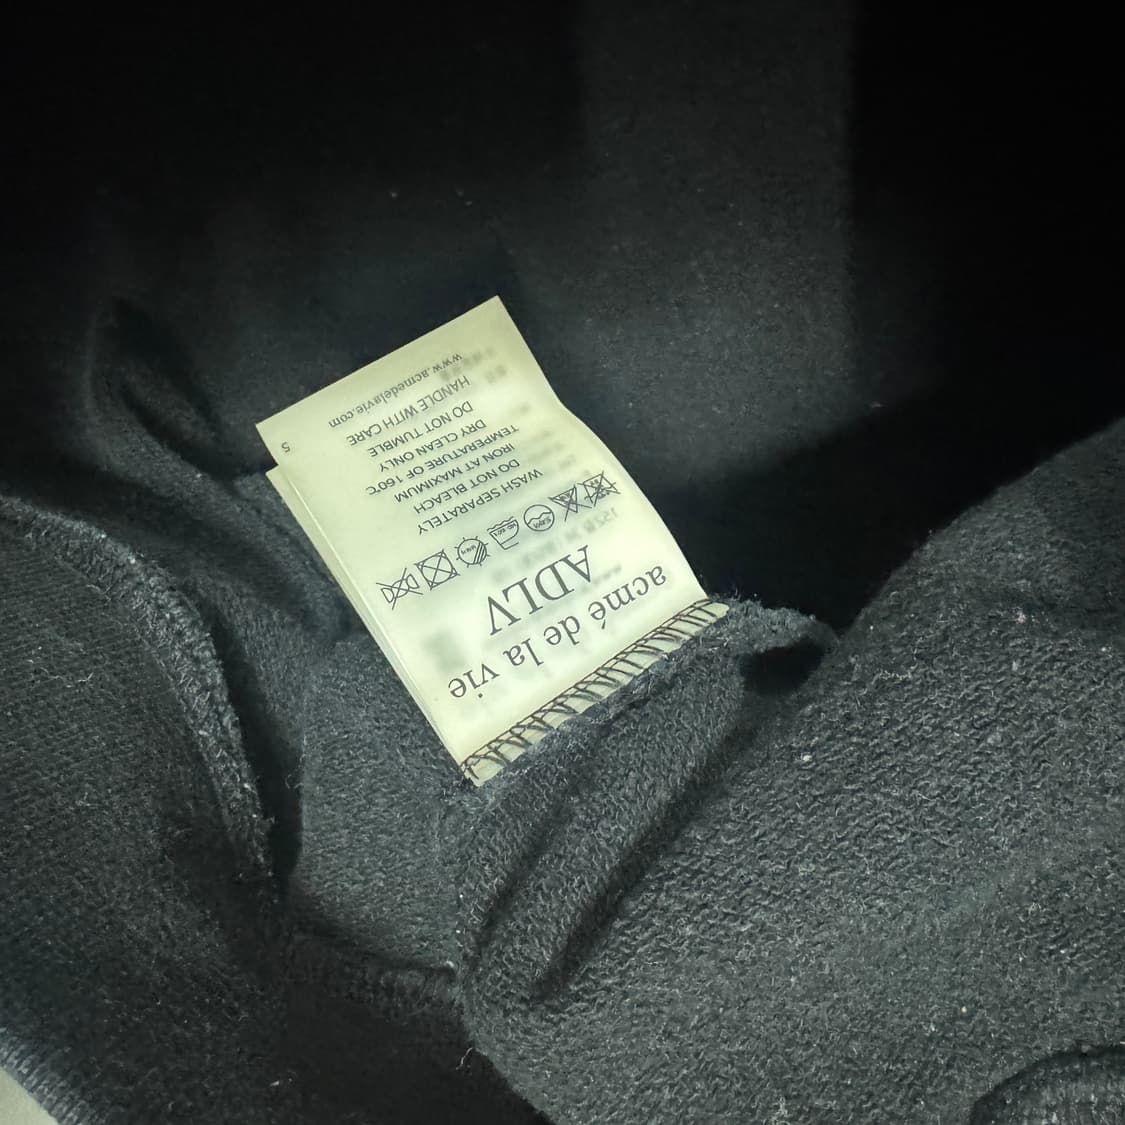 acmé de la vie
ADLV
WASH SEPARATELY
DO NOT BLEACH
IRON AT MAXIMUM
TEMPERATURE OF 160℃
DRY CLEAN ONLY
DO NOT TUMBLE
HANDLE WITH CARE
www.acmedelavie.com
5